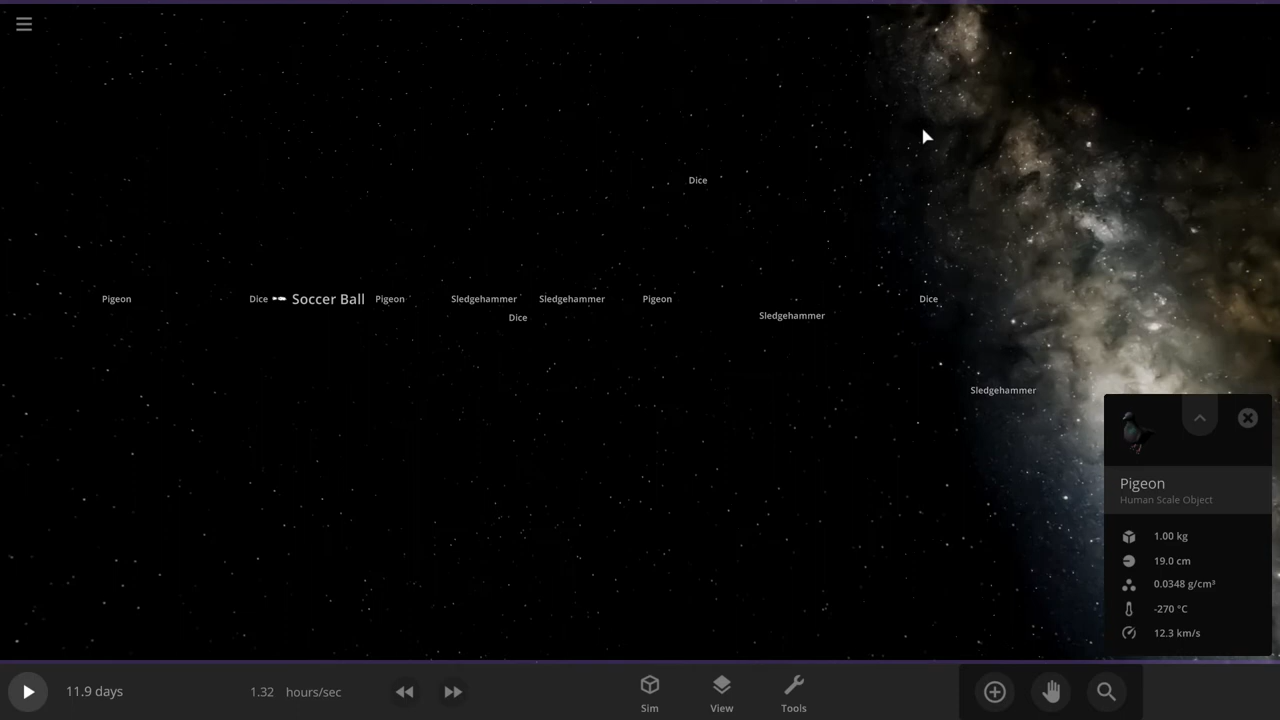 Dice
Pigeon
Dice
Soccer Ball
Pigeon
Sledgehammer
Sledgehammer
Pigeon
Dice
Dice
Sledgehammer
Sledgehammer
Pigeon
Human Scale Object
1.00 kg
19.0 cm
0.0348 g/cm³
-270 °C
12.3 km/s
11.9 days
1.32 hours/sec
Sim
View
Tools